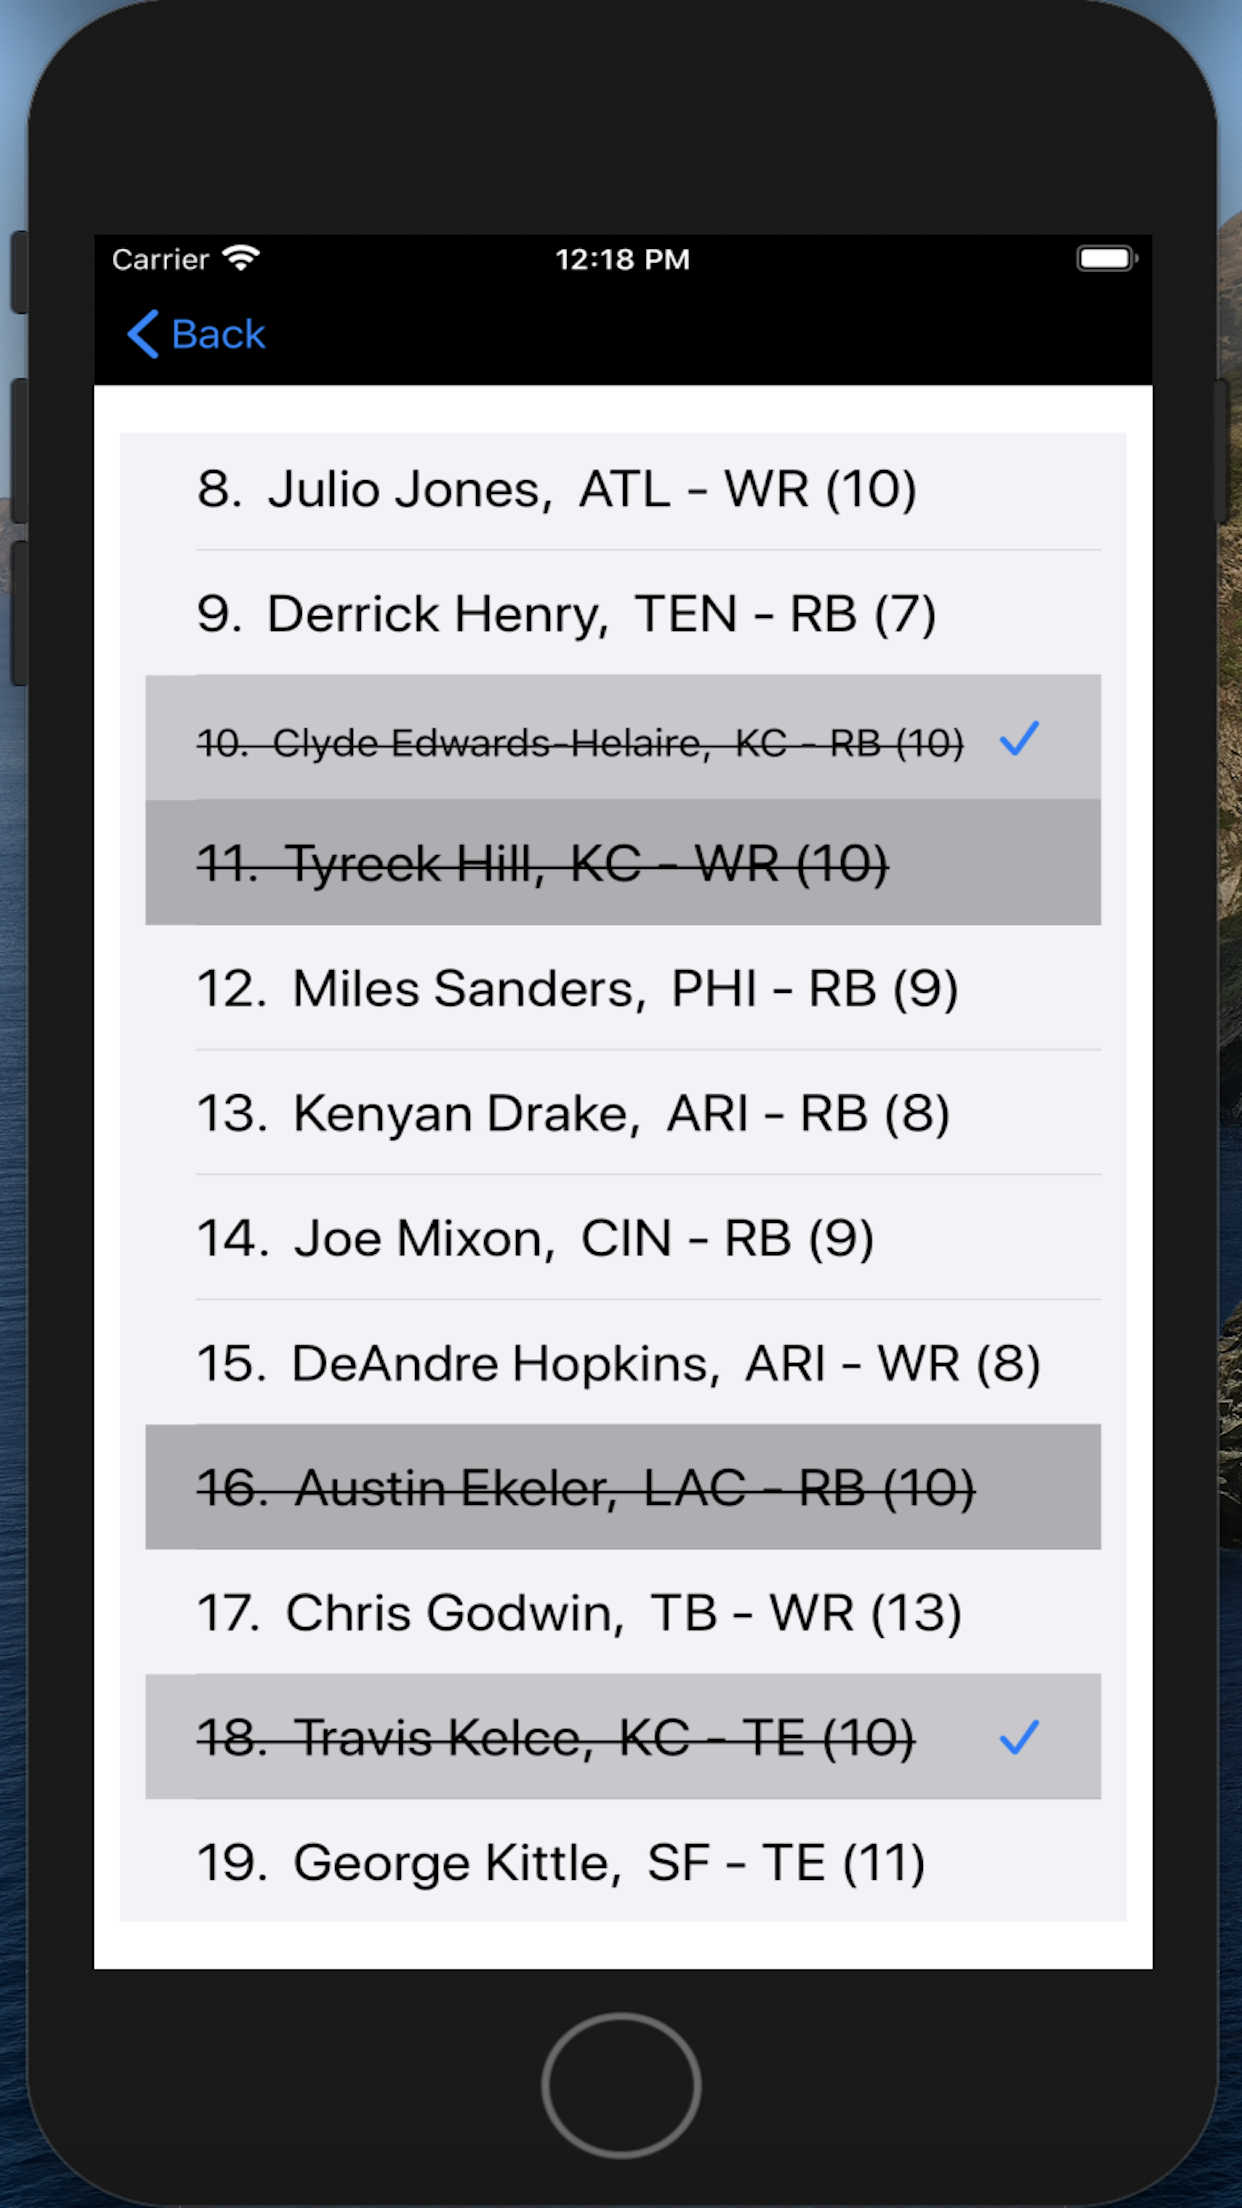 Carrier 12:18 PM
Back
8. Julio Jones, ATL - WR (10)
9. Derrick Henry, TEN - RB (7)
10. Clyde Edwards-Helaire, KC - RB (10)
11. Tyreek Hill, KC - WR (10)
12. Miles Sanders, PHI - RB (9)
13. Kenyan Drake, ARI - RB (8)
14. Joe Mixon, CIN - RB (9)
15. DeAndre Hopkins, ARI - WR (8)
16. Austin Ekeler, LAC - RB (10)
17. Chris Godwin, TB - WR (13)
18. Travis Kelce, KC - TE (10)
19. George Kittle, SF - TE (11)